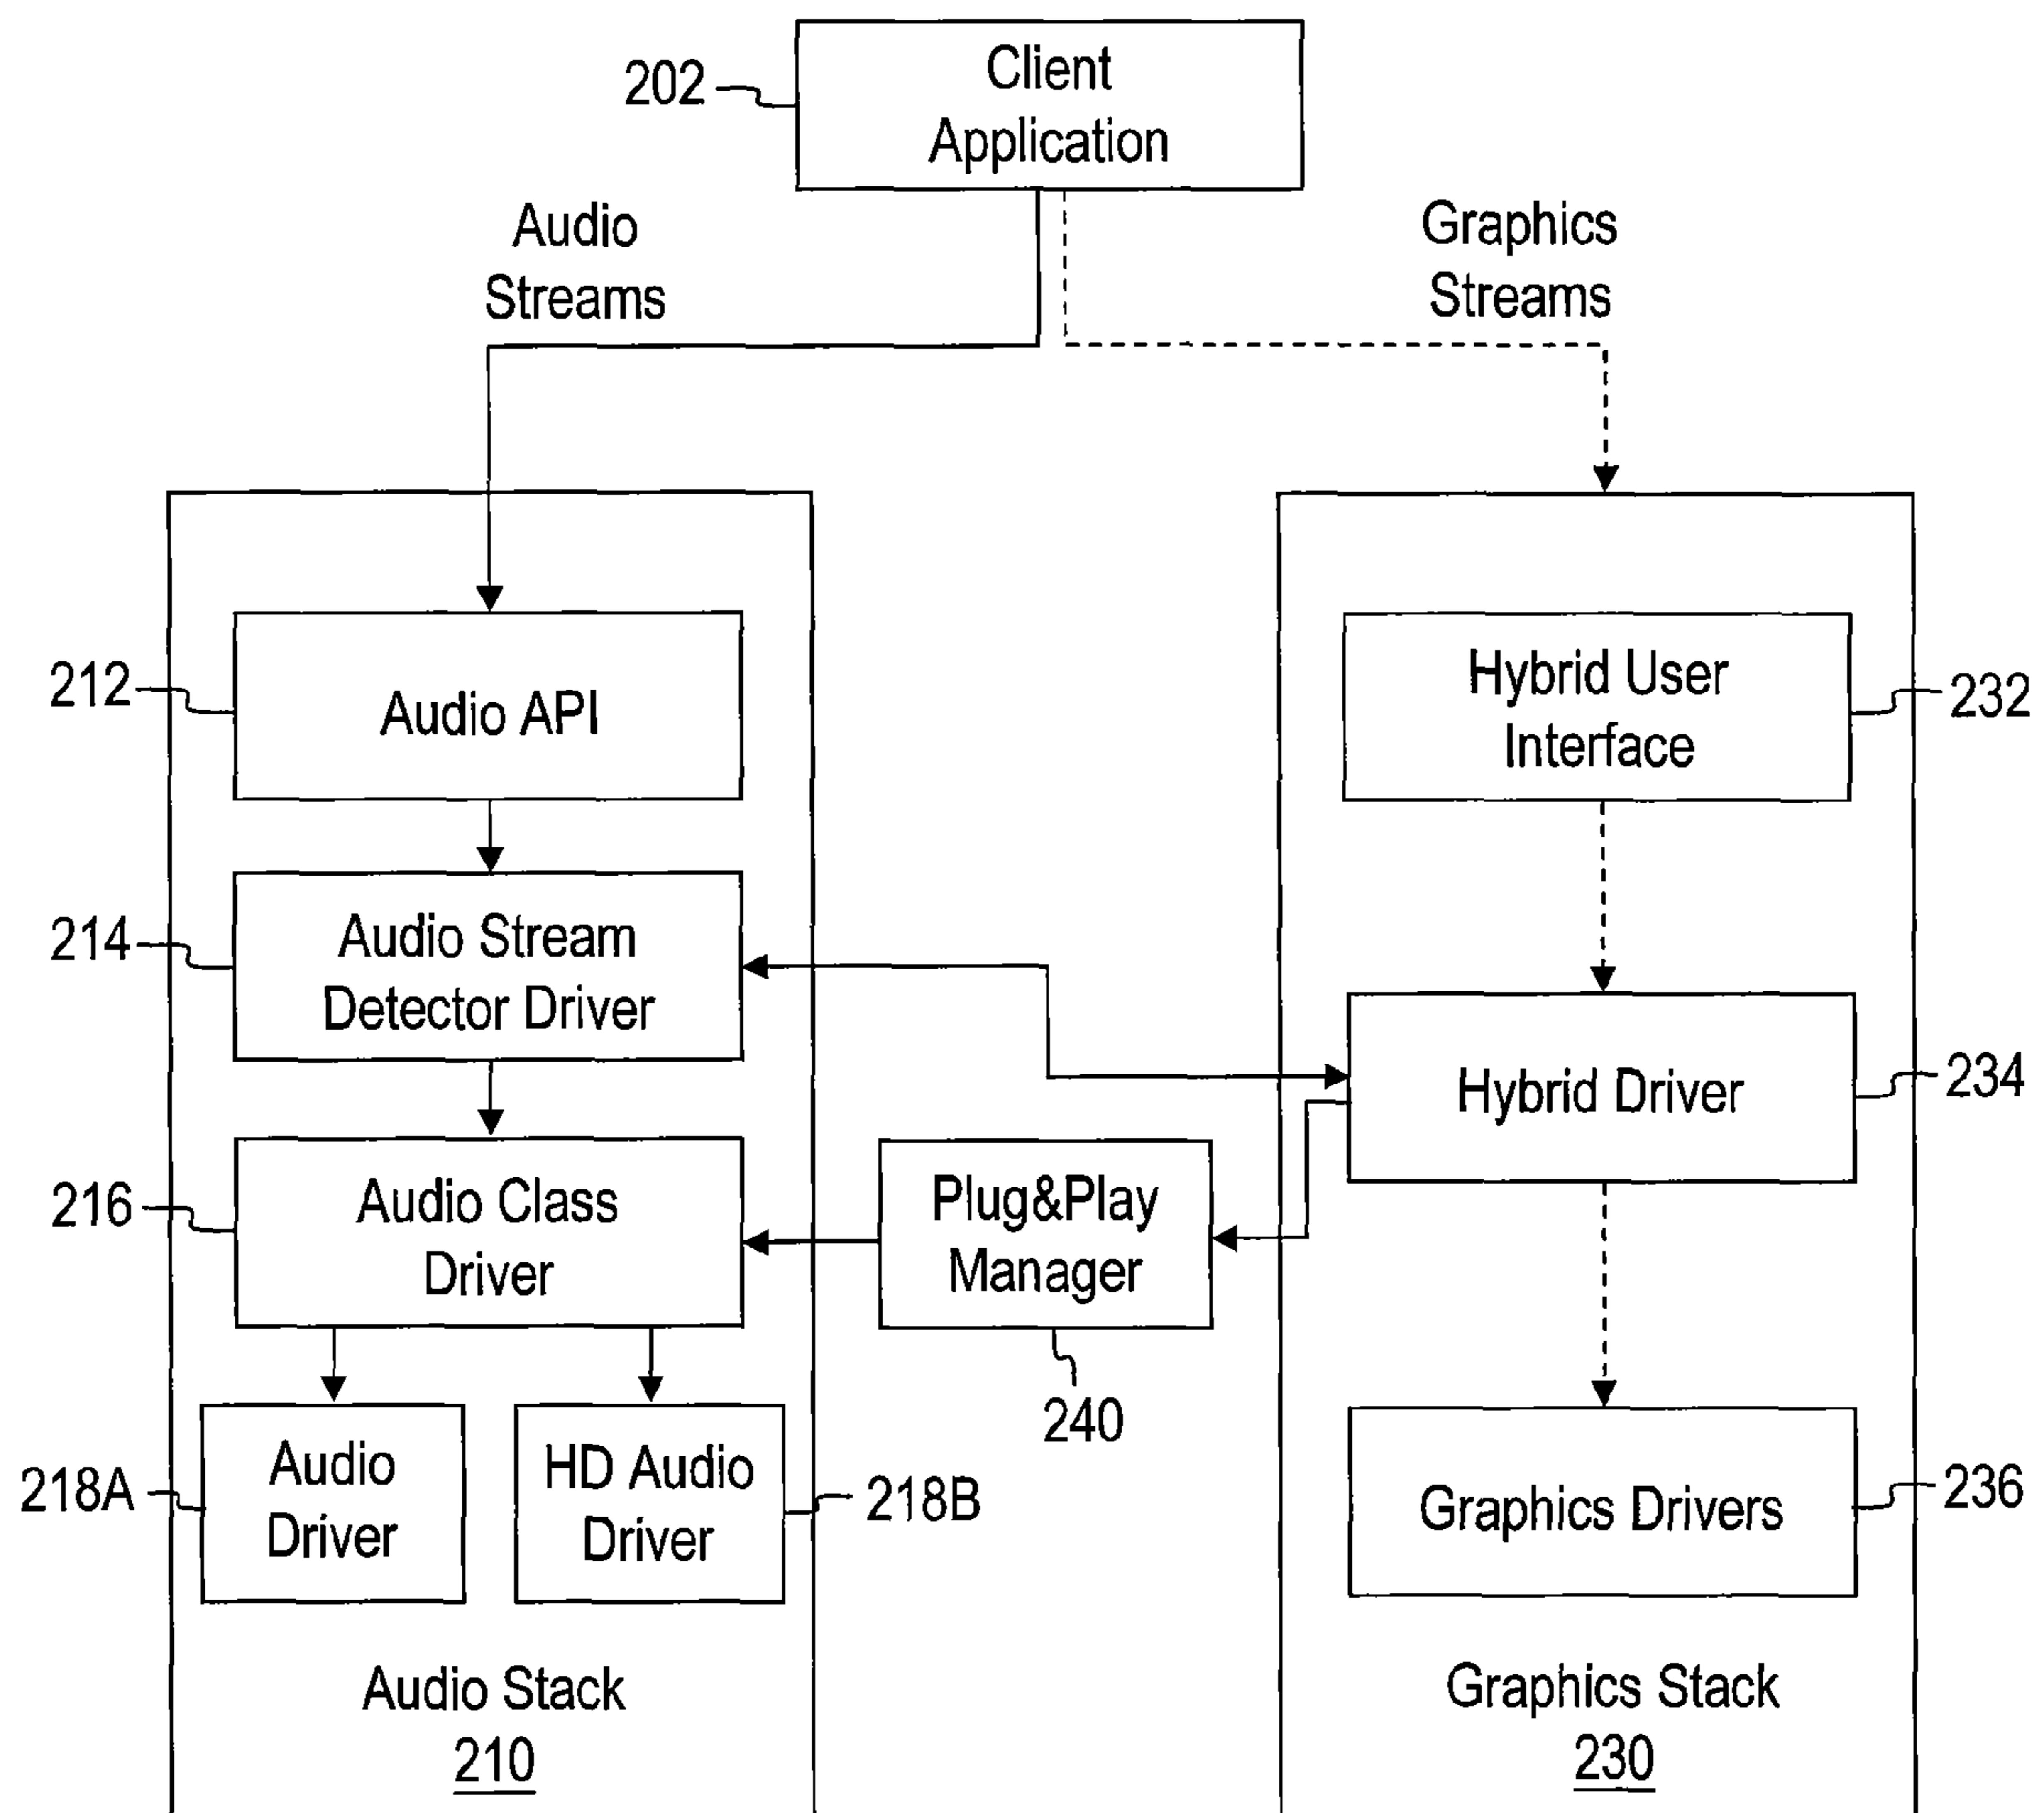 Client
Application
202
Audio
Streams
Graphics
Streams
212
Audio API
Hybrid User
Interface
232
214
Audio Stream
Detector Driver
Hybrid Driver
234
216
Audio Class
Driver
Plug&Play
Manager
240
218A
Audio
Driver
HD Audio
Driver
218B
Graphics Drivers
236
Audio Stack
210
Graphics Stack
230